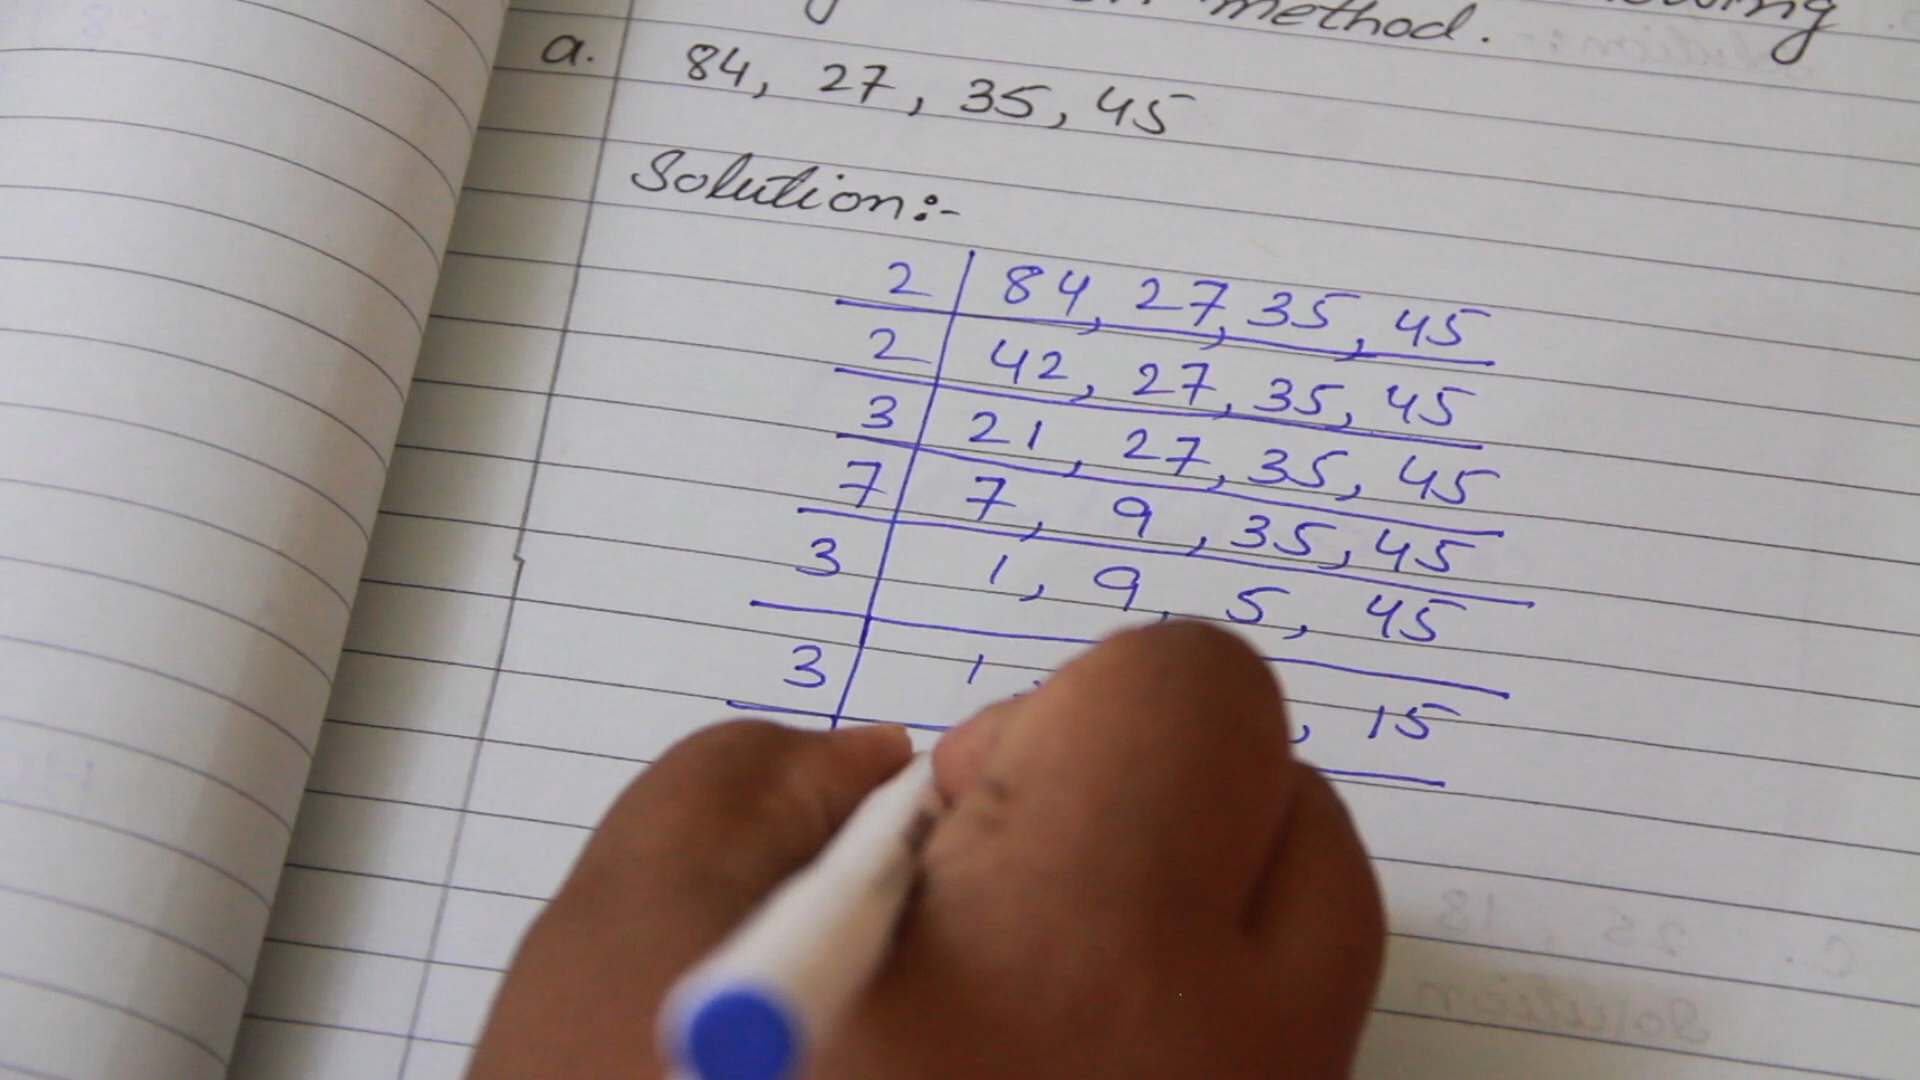 method.
a. 84, 27, 35, 45
Solution:-
2 | 84, 27, 35, 45
2 | 42, 27, 35, 45
3 | 21, 27, 35, 45
7 | 7, 9, 35, 45
3 | 1, 9, 5, 45
3 | 1, , 15